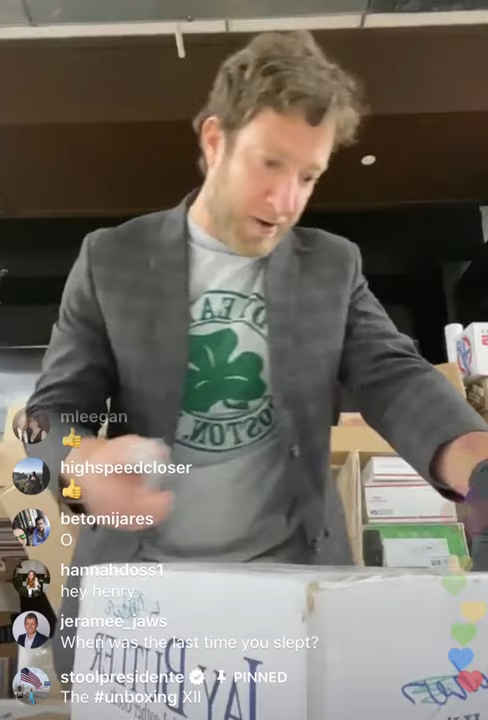 BOSTON.
mleegan
👍
highspeedcloser
👍
betomijares
O
hannahdoss1
hey henry
jeramee_jaws
When was the last time you slept?
stoolpresidente PINNED
The #unboxing XII